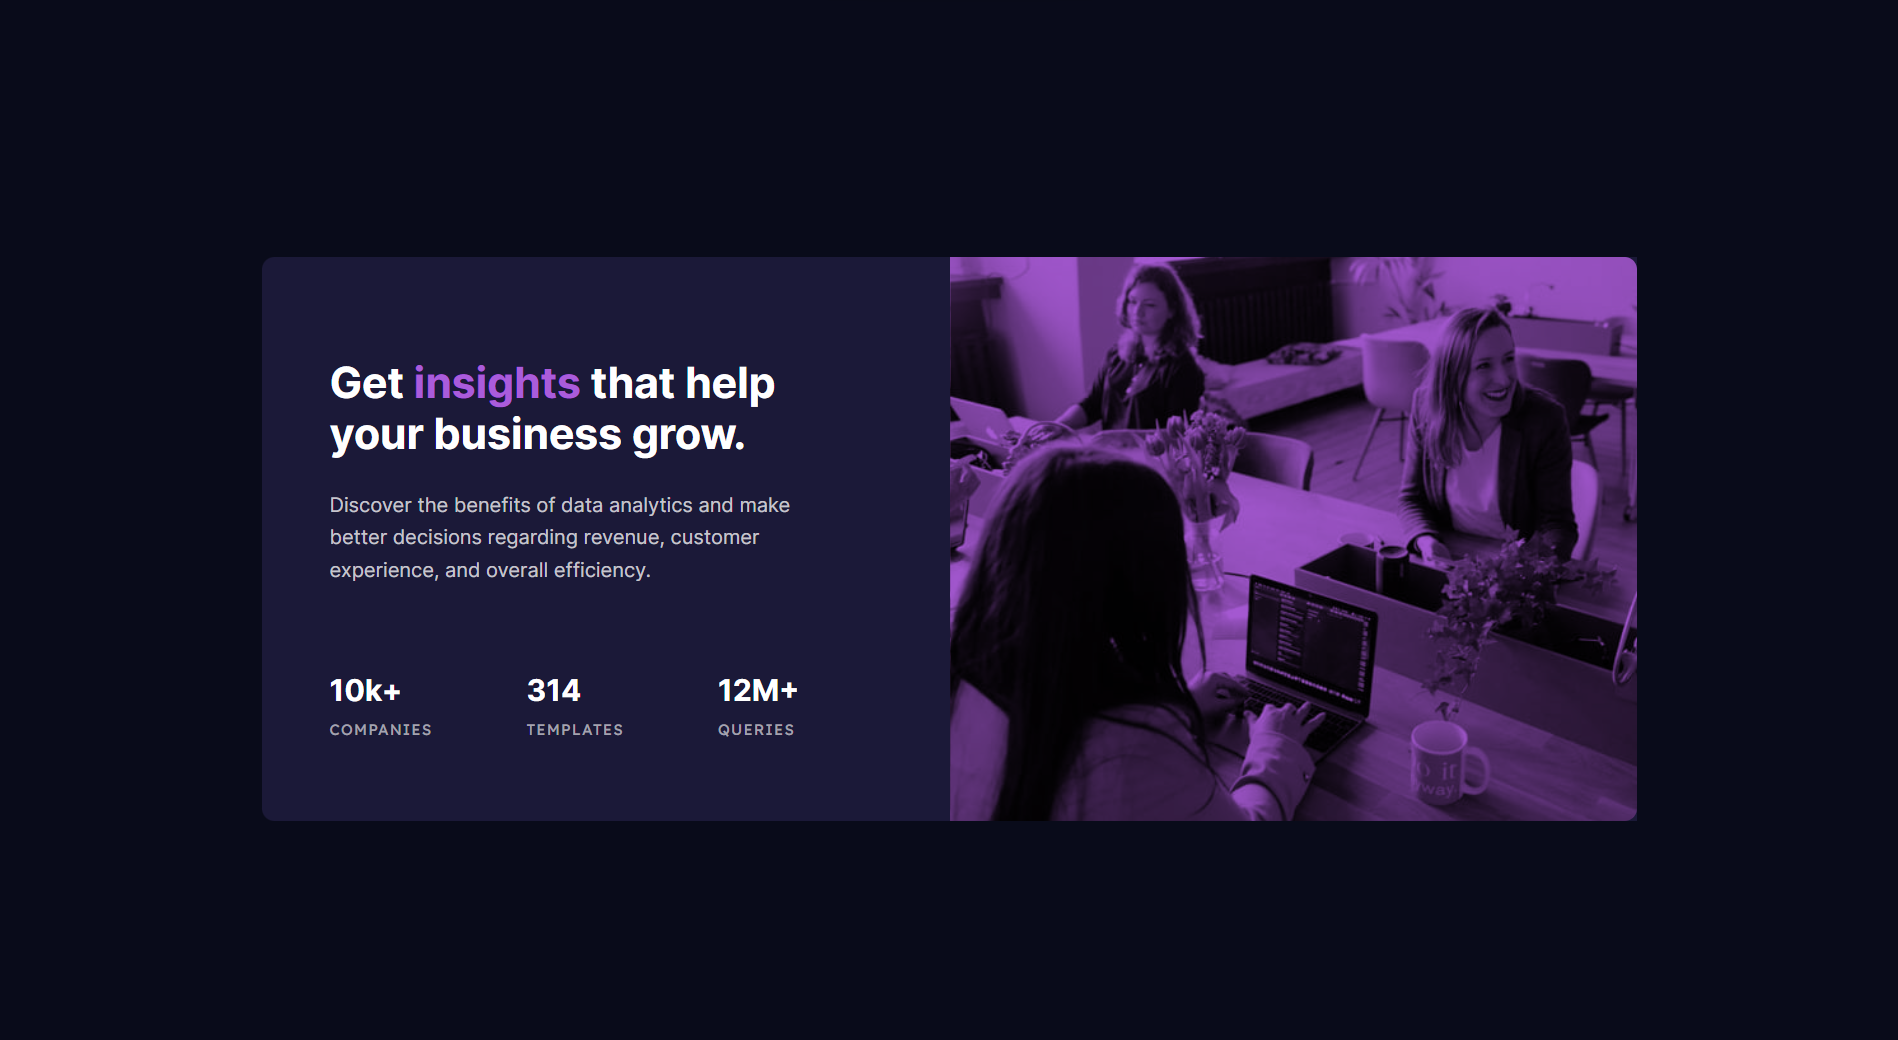 Get insights that help
your business grow.
Discover the benefits of data analytics and make
better decisions regarding revenue, customer
experience, and overall efficiency.
10k+ 314 12M+
COMPANIES TEMPLATES QUERIES